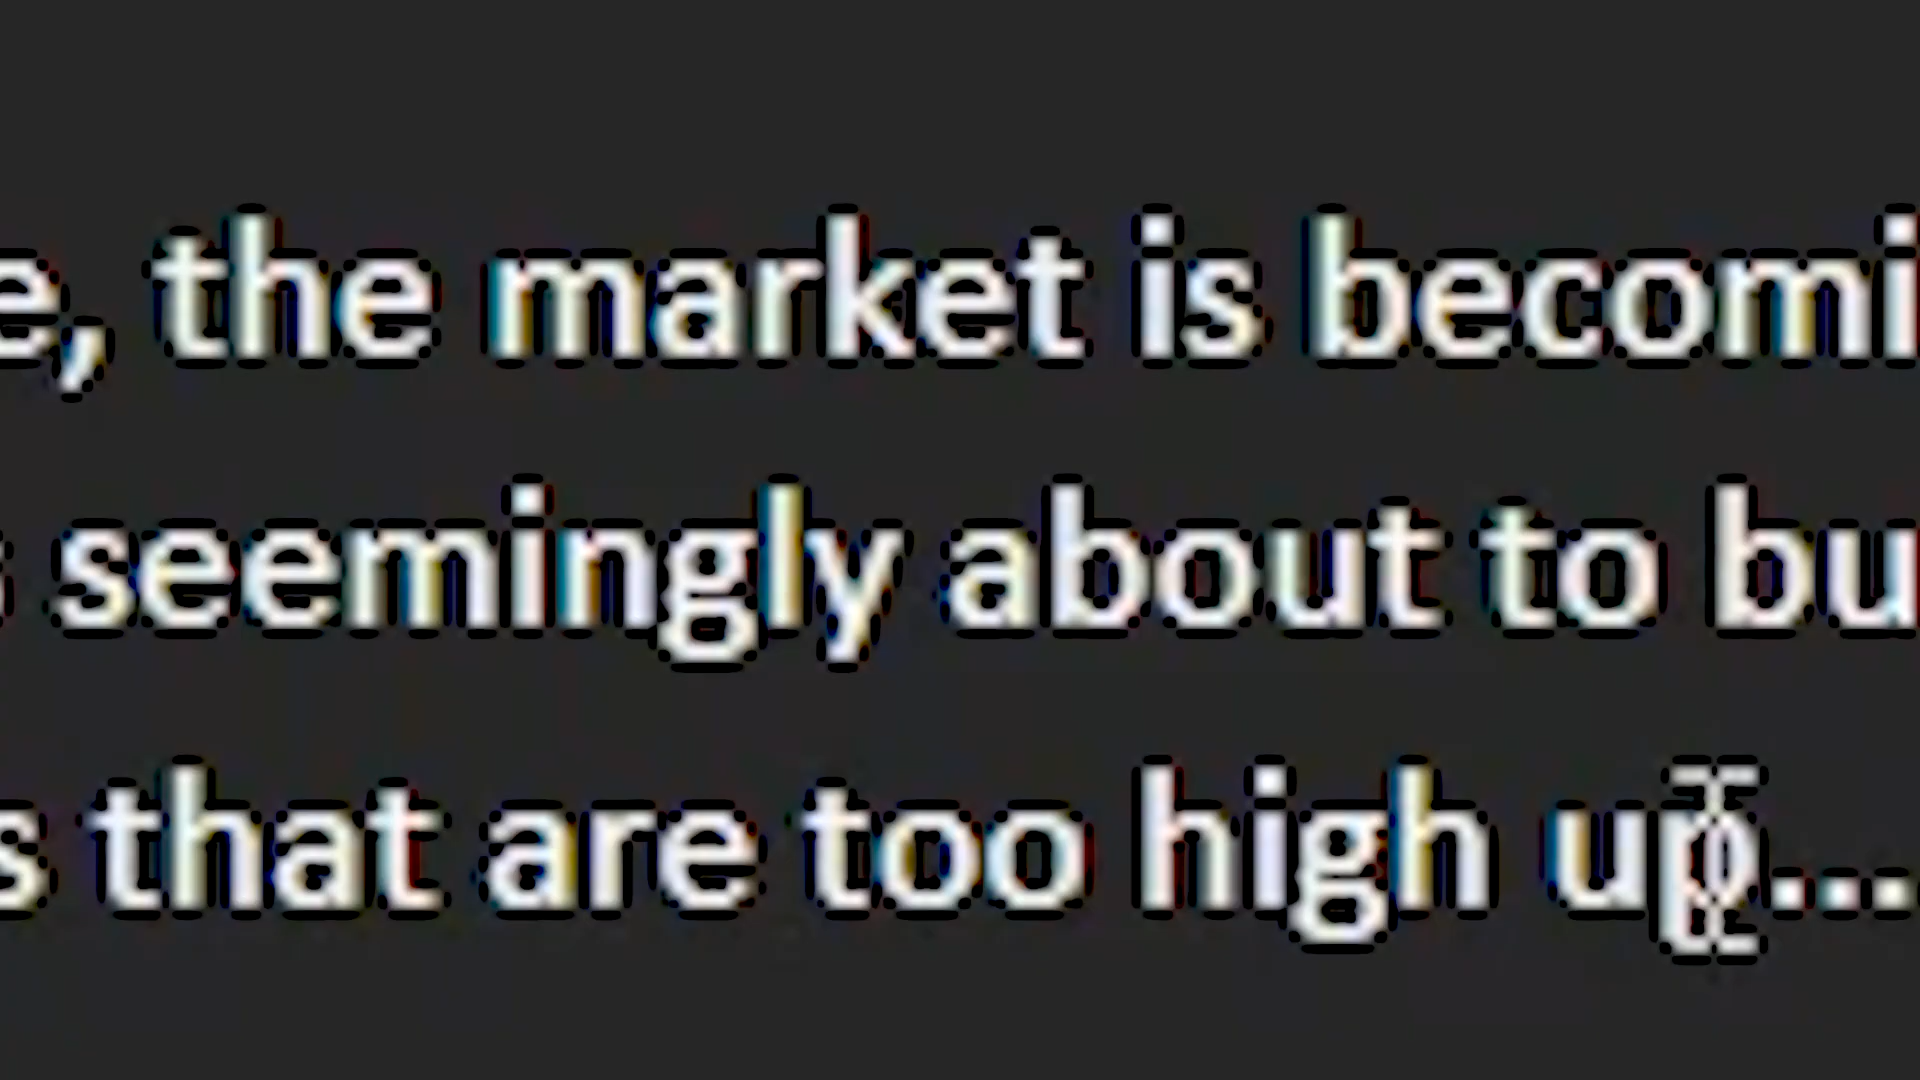 e, the market is becomi
s seemingly about to bu
s that are too high up...